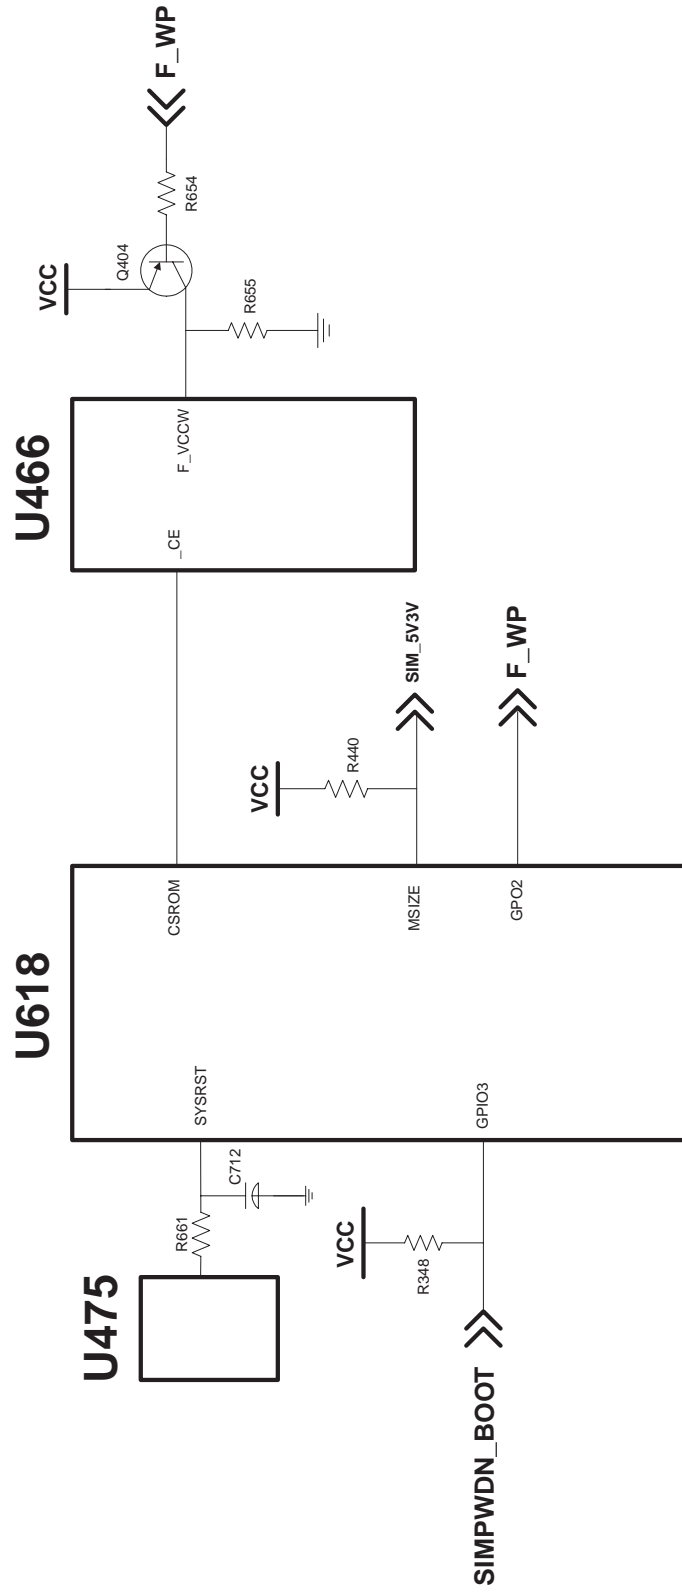 U475
R661
C712
SYSRST
U618
CSROM
_CE
U466
F_VCCW
VCC
Q404
R654
F_WP
R655
VCC
R440
MSIZE
SIM_5V3V
GPO2
F_WP
VCC
R348
GPIO3
SIMPWDN_BOOT